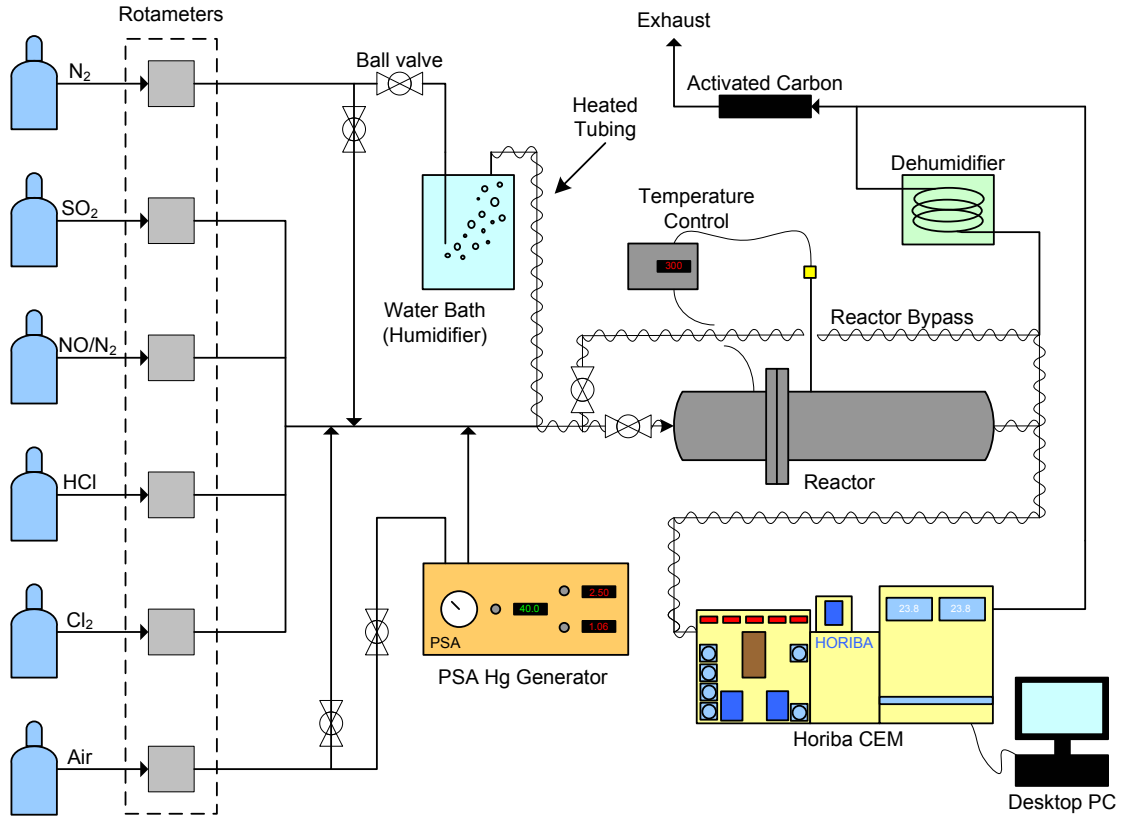 Rotameters
N₂
SO₂
NO/N₂
HCl
Cl₂
Air
Ball valve
Water Bath
(Humidifier)
Heated
Tubing
Exhaust
Activated Carbon
Dehumidifier
Temperature
Control
300
Reactor Bypass
Reactor
40.0
2.50
1.06
PSA
PSA Hg Generator
HORIBA
23.8
23.8
Horiba CEM
Desktop PC